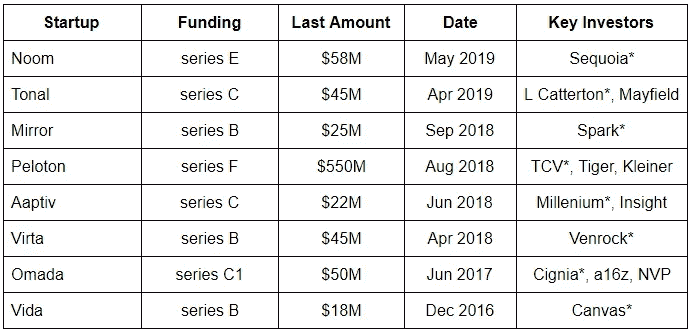 Startup Funding Last Amount Date Key Investors
Noom series E $58M May 2019 Sequoia*
Tonal series C $45M Apr 2019 L Catterton*, Mayfield
Mirror series B $25M Sep 2018 Spark*
Peloton series F $550M Aug 2018 TCV*, Tiger, Kleiner
Aaptiv series C $22M Jun 2018 Millenium*, Insight
Virta series B $45M Apr 2018 Venrock*
Omada series C1 $50M Jun 2017 Cignia*, a16z, NVP
Vida series B $18M Dec 2016 Canvas*